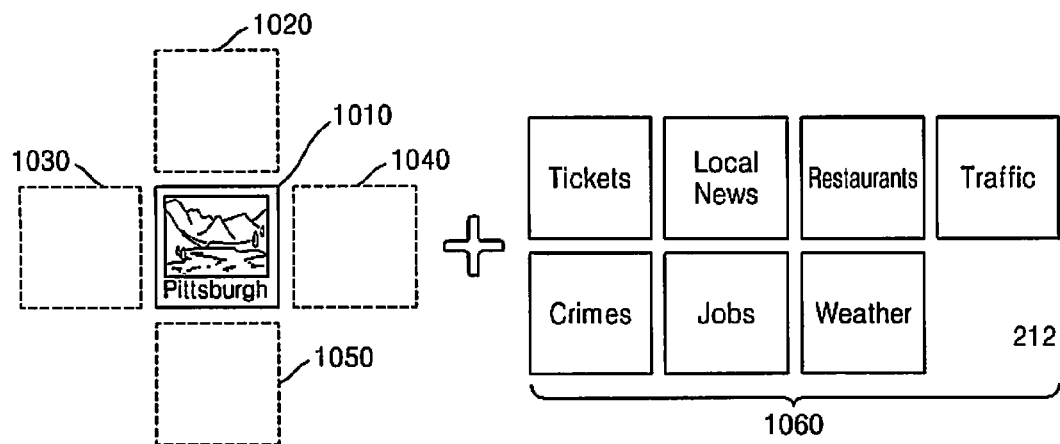 1020
1010
1030
1040
Pittsburgh
1050
Tickets
Local
News
Restaurants
Traffic
Crimes
Jobs
Weather
212
1060